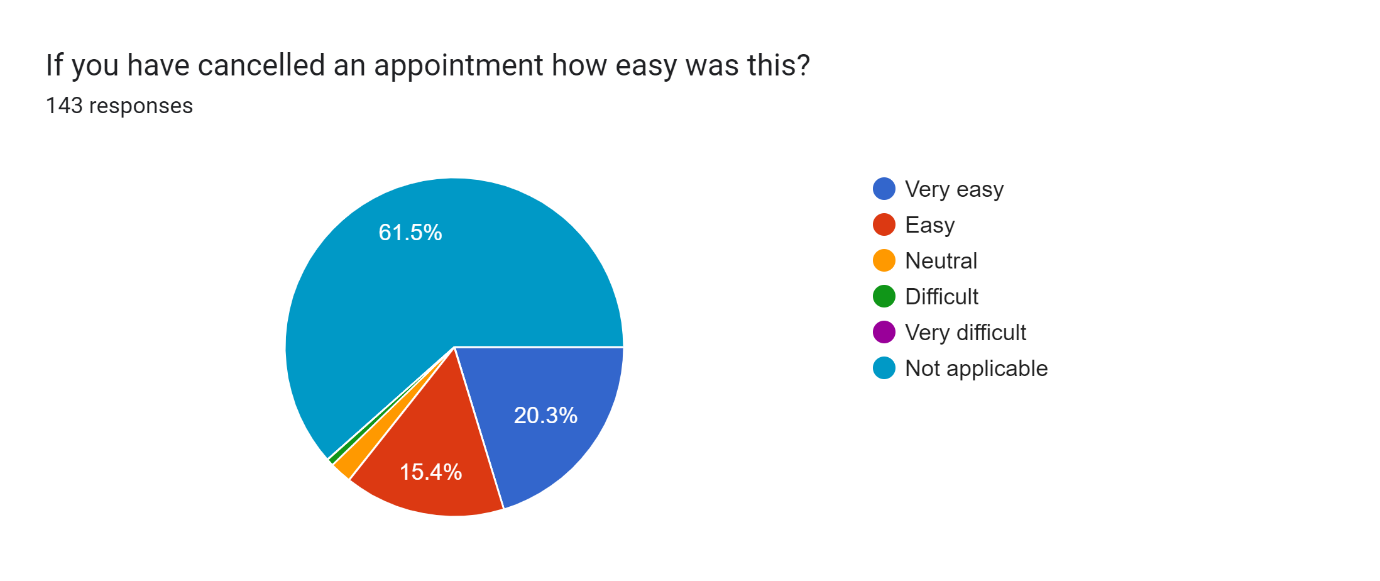 If you have cancelled an appointment how easy was this?
143 responses
61.5%
20.3%
15.4%
Very easy
Easy
Neutral
Difficult
Very difficult
Not applicable